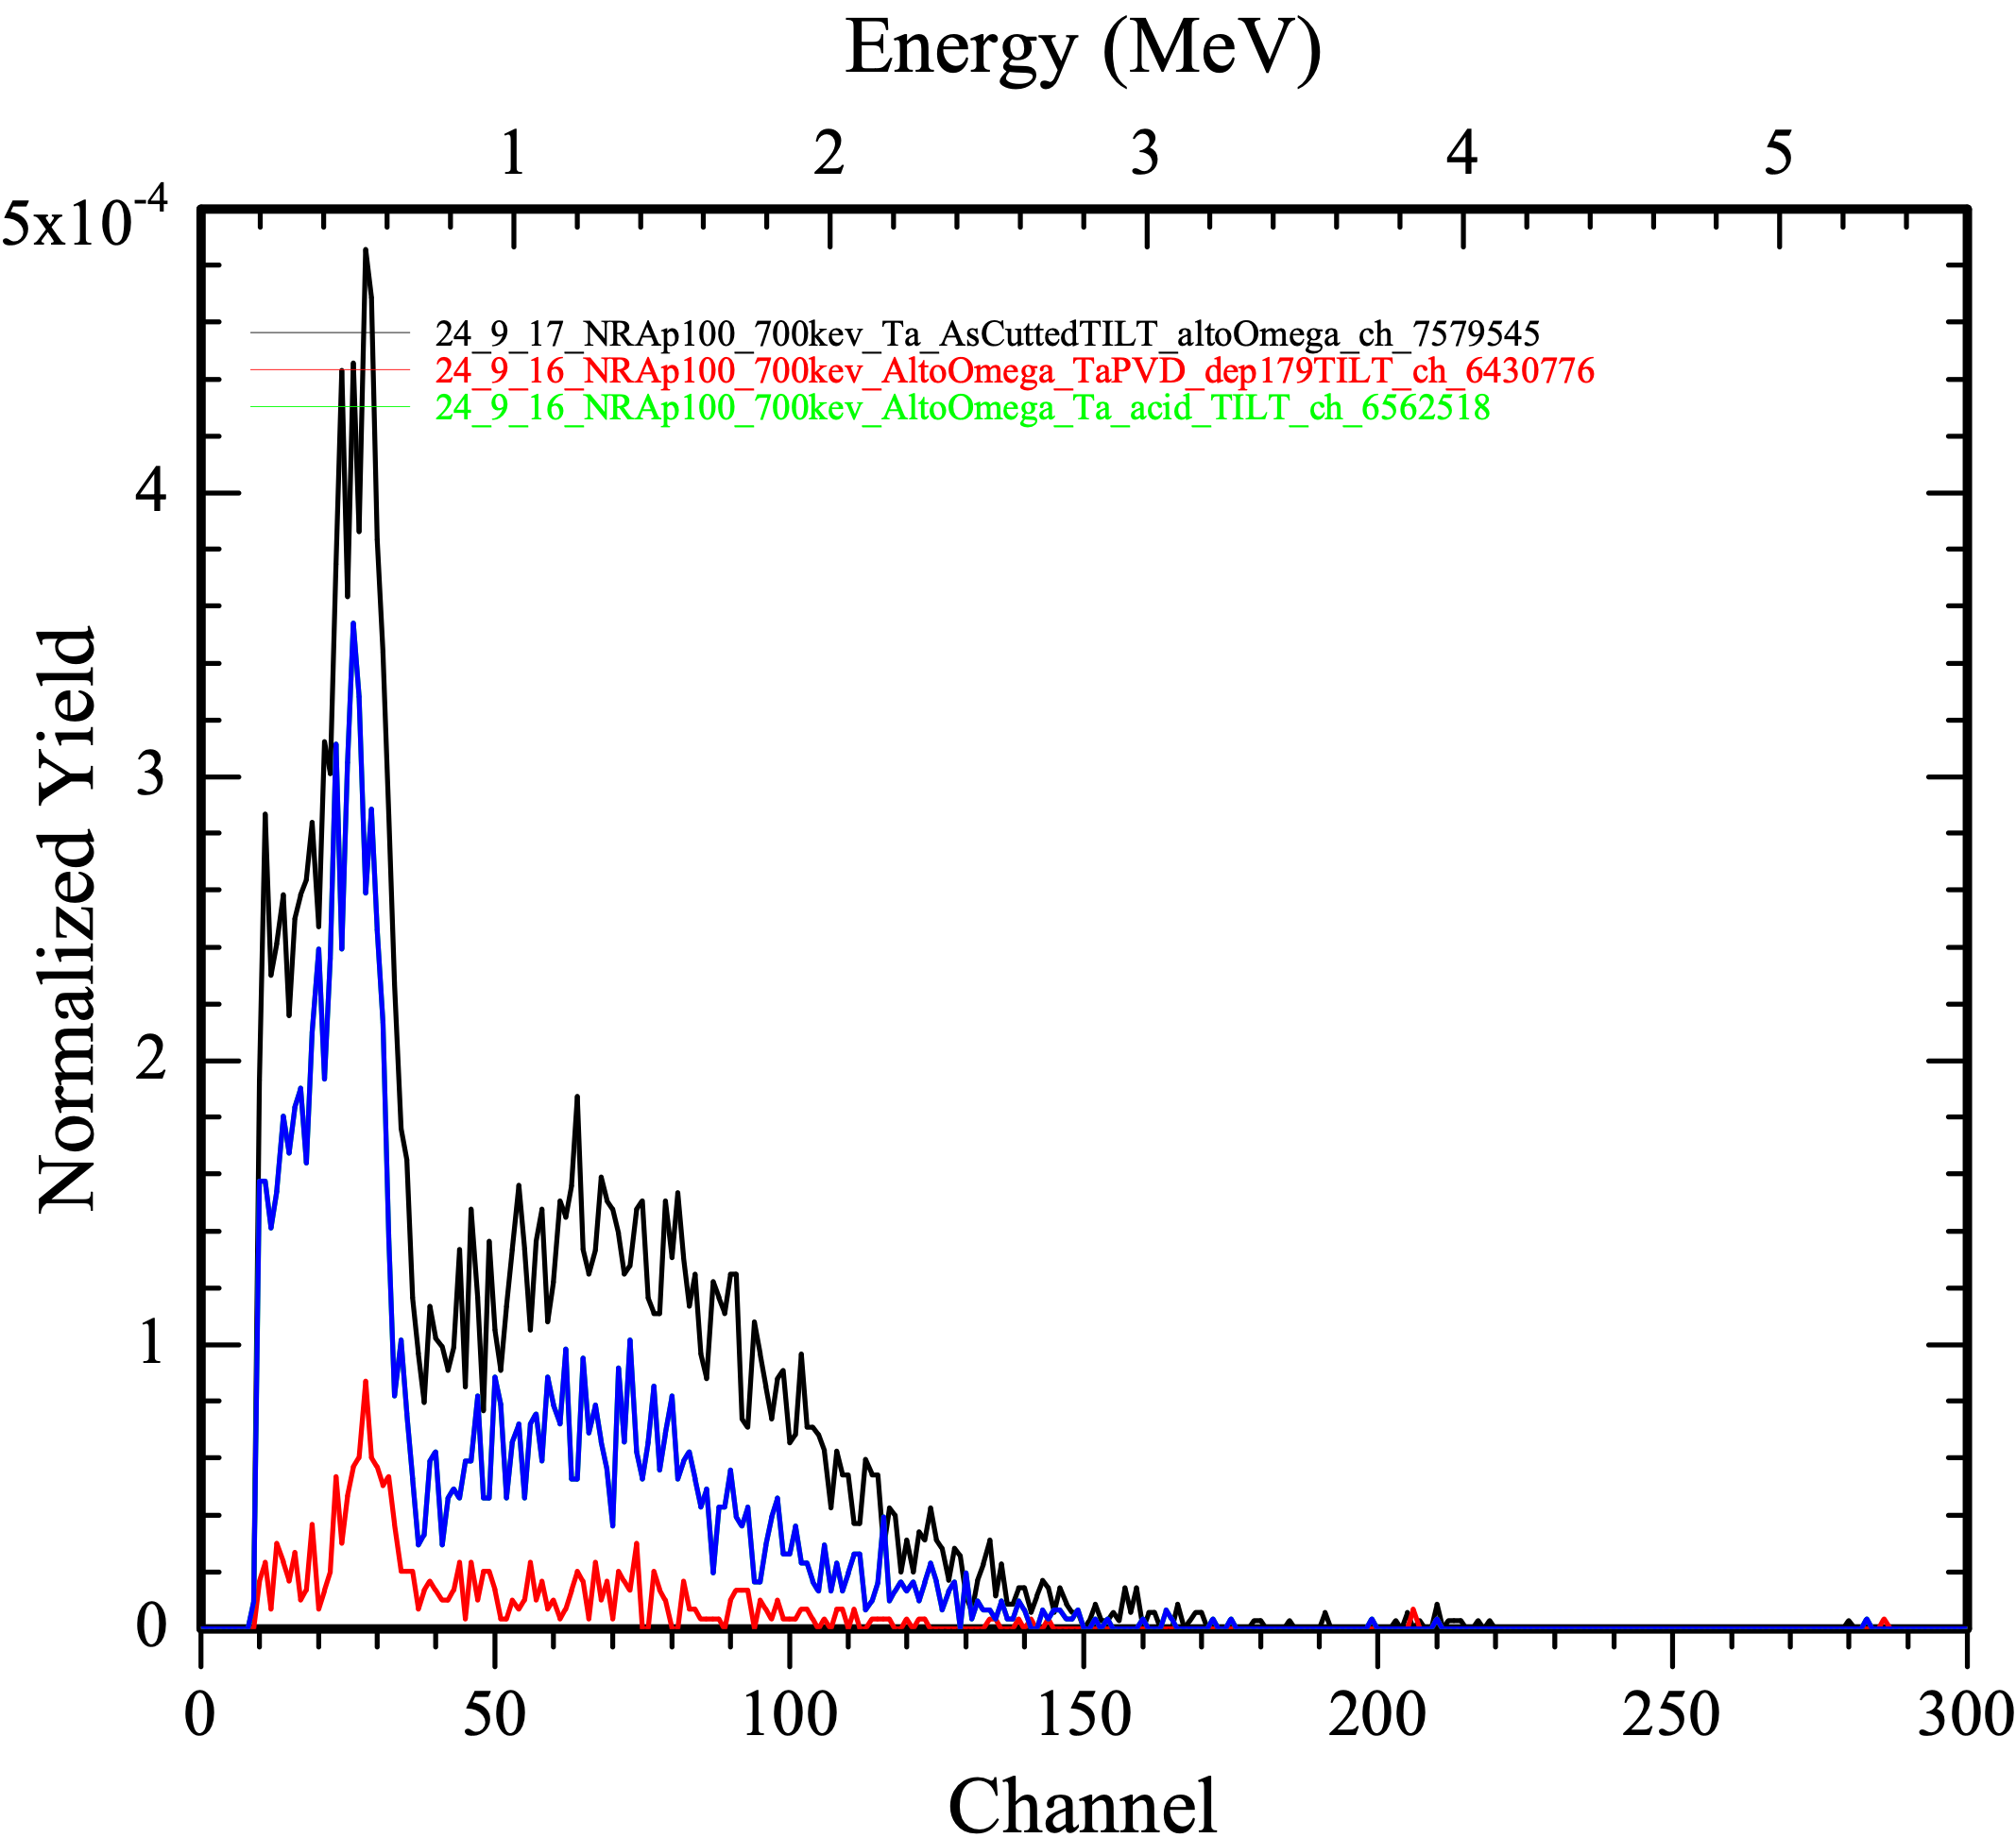 Energy (MeV)
1 2 3 4 5
5x10-4
24_9_17_NRAp100_700kev_Ta_AsCuttedTILT_altoOmega_ch_7579545
24_9_16_NRAp100_700kev_AltoOmega_TaPVD_dep179TILT_ch_6430776
24_9_16_NRAp100_700kev_AltoOmega_Ta_acid_TILT_ch_6562518
4
3
Normalized Yield
2
1
0
0 50 100 150 200 250 300
Channel